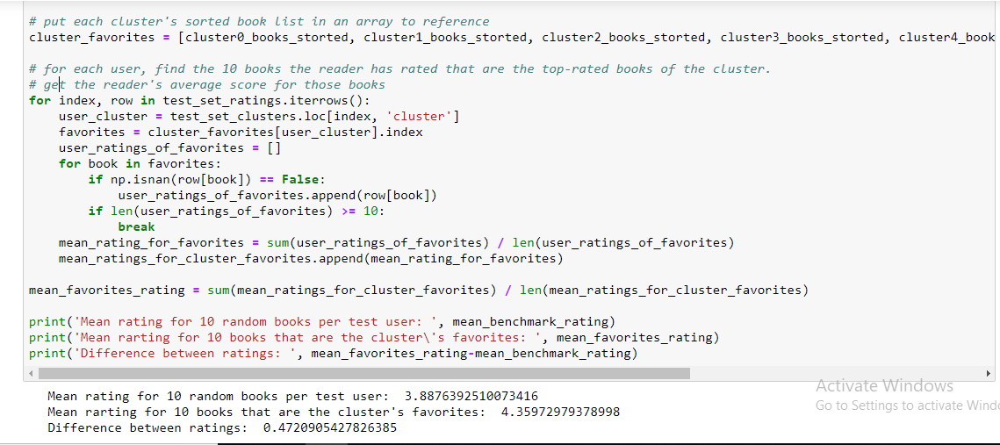 # put each cluster's sorted book list in an array to reference
cluster_favorites = [cluster0_books_storted, cluster1_books_storted, cluster2_books_storted, cluster3_books_storted, cluster4_book
# for each user, find the 10 books the reader has rated that are the top-rated books of the cluster.
# get the reader's average score for those books
for index, row in test_set_ratings.iterrows():
    user_cluster = test_set_clusters.loc[index, 'cluster']
    favorites = cluster_favorites[user_cluster].index
    user_ratings_of_favorites = []
    for book in favorites:
        if np.isnan(row[book]) == False:
            user_ratings_of_favorites.append(row[book])
        if len(user_ratings_of_favorites) >= 10:
            break
    mean_rating_for_favorites = sum(user_ratings_of_favorites) / len(user_ratings_of_favorites)
    mean_ratings_for_cluster_favorites.append(mean_rating_for_favorites)
mean_favorites_rating = sum(mean_ratings_for_cluster_favorites) / len(mean_ratings_for_cluster_favorites)
print('Mean rating for 10 random books per test user: ', mean_benchmark_rating)
print('Mean rarting for 10 books that are the cluster\'s favorites: ', mean_favorites_rating)
print('Difference between ratings: ', mean_favorites_rating-mean_benchmark_rating)
Mean rating for 10 random books per test user:  3.8876392510073416
Mean rarting for 10 books that are the cluster's favorites:  4.35972979378998
Difference between ratings:  0.4720905427826385
Activate Windows
Go to Settings to activate Windo